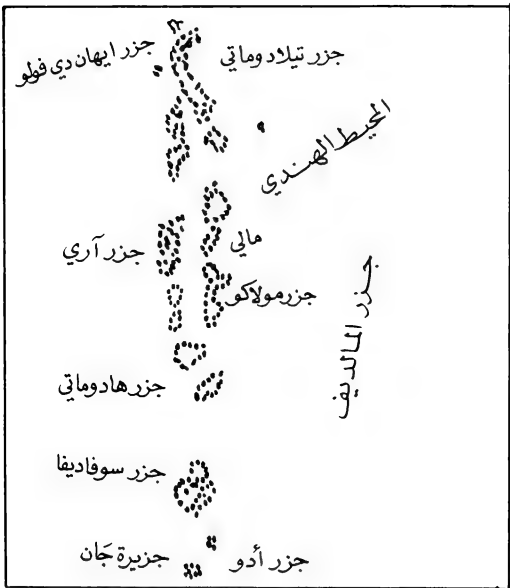 جزر ايهان دي فولو
جزر تيلادوماتي
المحيط الهندي
مالي
جزر آري
جزر مولاكو
جزر المالديف
جزر هادوماتي
جزر سوفاديفا
جزر أدو
جزيرة جَان